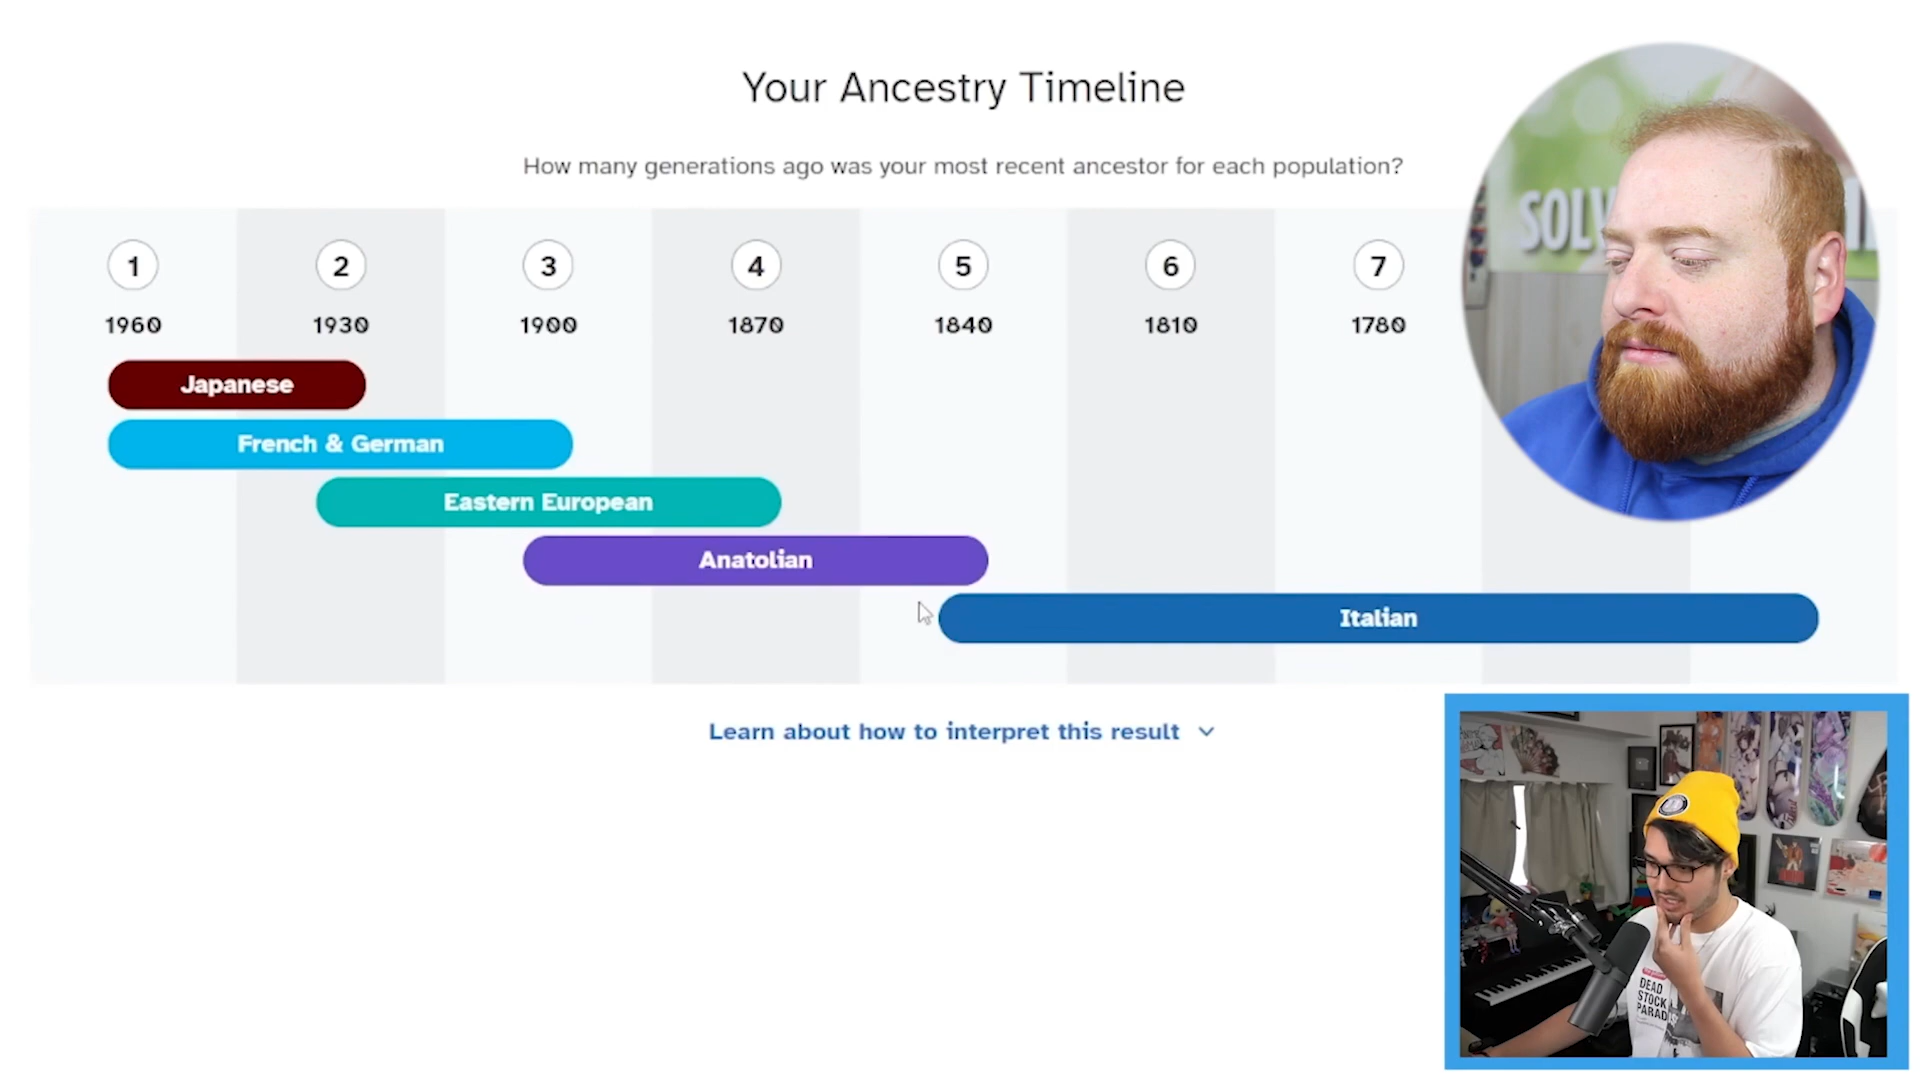 Your Ancestry Timeline
How many generations ago was your most recent ancestor for each population?
1 2 3 4 5 6 7
1960 1930 1900 1870 1840 1810 1780
Japanese
French & German
Eastern European
Anatolian
Italian
Learn about how to interpret this result
DEAD
STOCK